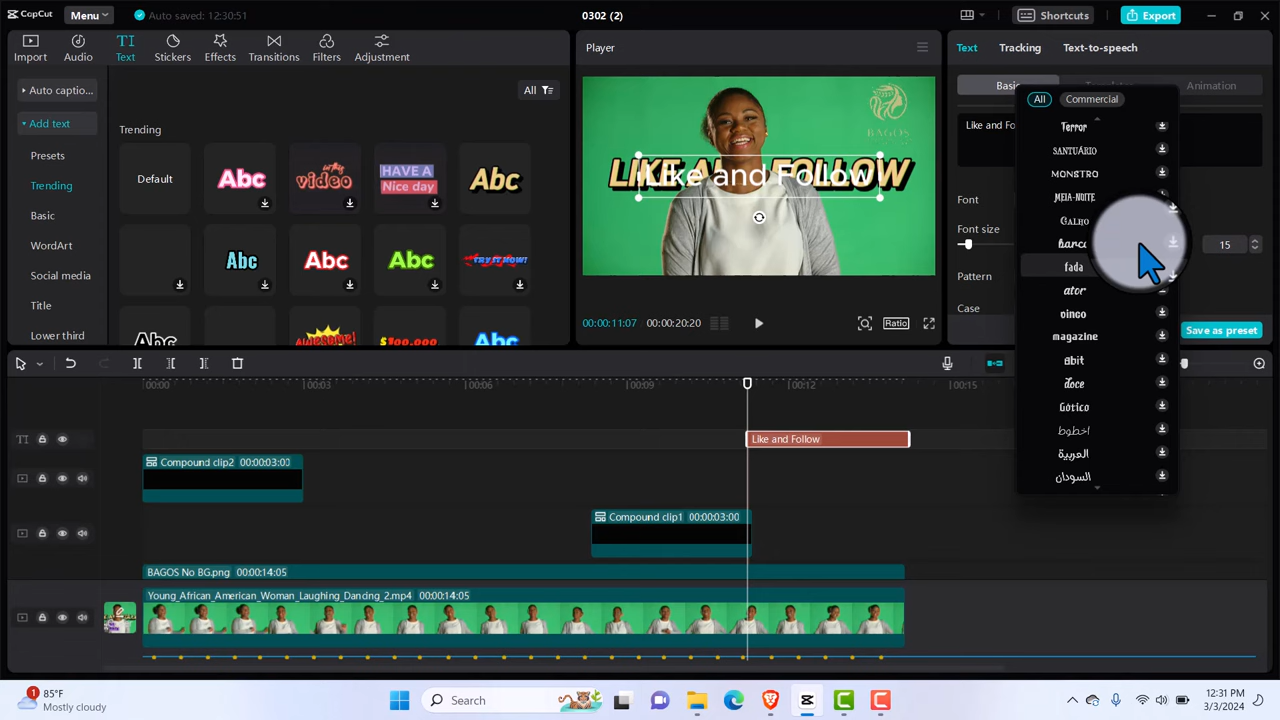 CapCut
Menu
Auto saved: 12:30:51
0302 (2)
Shortcuts
Export
Import
Audio
Text
Stickers
Effects
Transitions
Filters
Adjustment
Auto captio...
Add text
Presets
Trending
Basic
WordArt
Social media
Title
Lower third
All
Trending
Default
Abc
video
HAVE A
Nice day
Abc
Abc
Abc
Abc
TRY IT NOW!
Abc
AWESOME!
$100,000
Abc
Player
BAGOS
LIKE AND FOLLOW
Like and Follow
00:00:11:07
00:00:20:20
Ratio
Text
Tracking
Text-to-speech
Basic
Templates
Animation
Like and Fo
Font
Font size
15
Pattern
Case
Save as preset
All
Commercial
Terror
SANTUÁRIO
MONSTRO
MEIA-NOITE
GALHO
barco
fada
ator
vinco
magazine
8bit
doce
Gótico
اخطوط
العربية
السودان
00:00
00:03
00:06
00:09
00:12
00:15
TI
Like and Follow
Compound clip2 00:00:03:00
Compound clip1 00:00:03:00
BAGOS No BG.png 00:00:14:05
Young_African_American_Woman_Laughing_Dancing_2.mp4 00:00:14:05
1
85°F
Mostly cloudy
Search
12:31 PM
3/3/2024